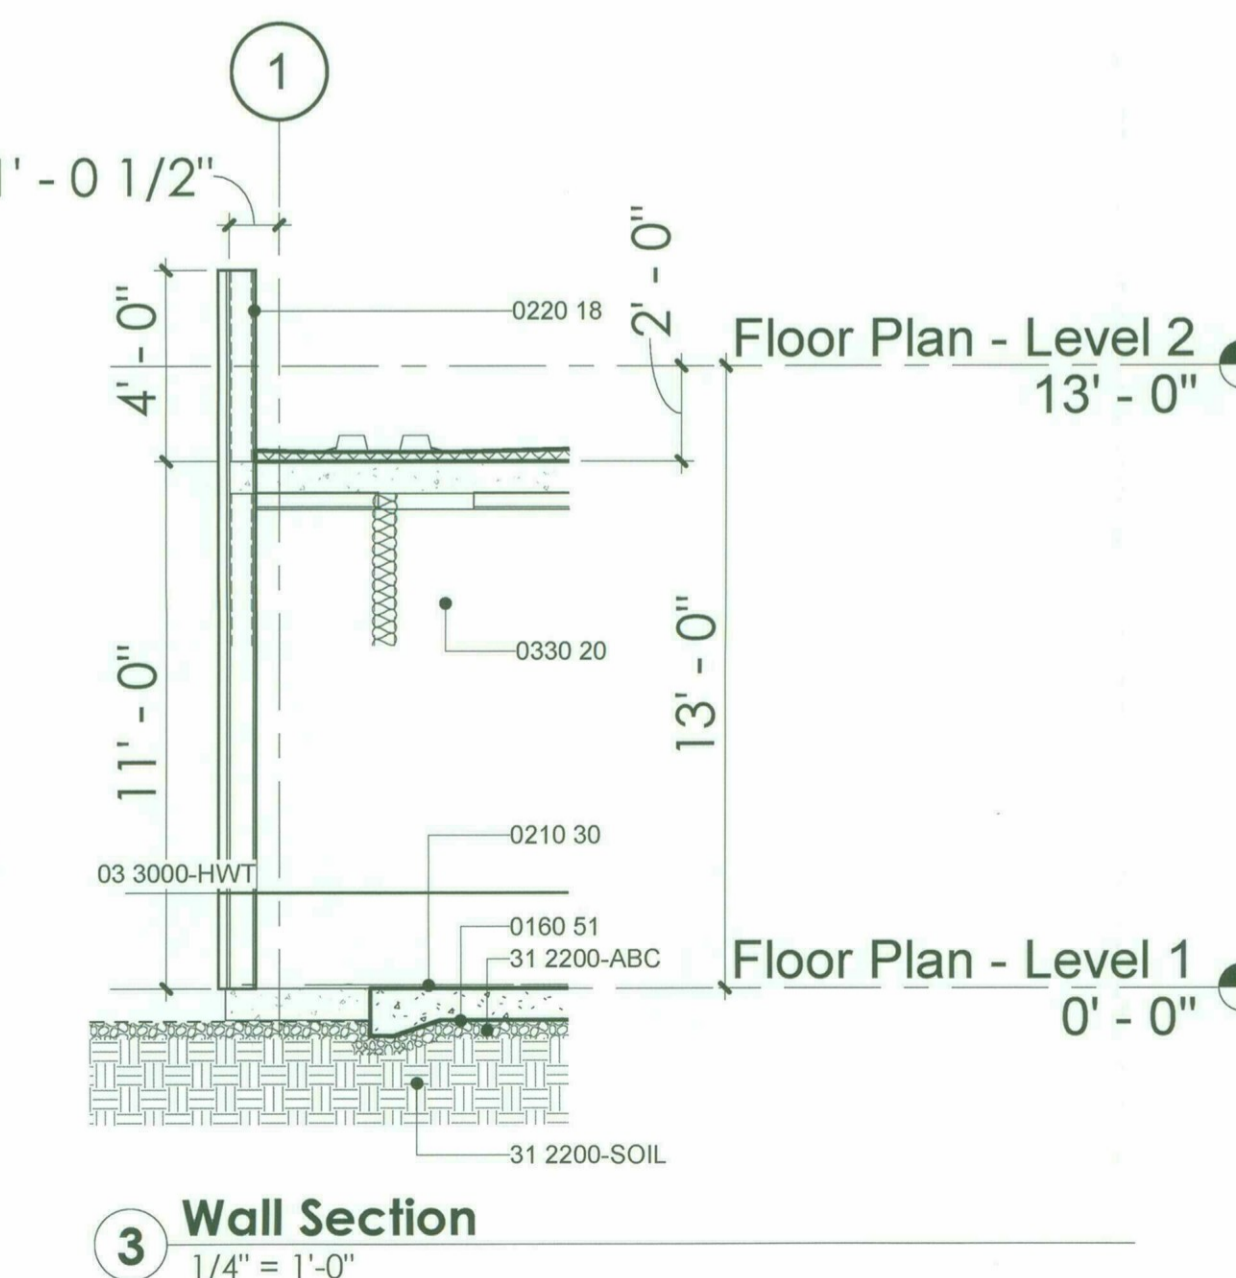 1
1' - 0 1/2"
4' - 0"
0220 18
2' - 0"
Floor Plan - Level 2
13' - 0"
11' - 0"
0330 20
13' - 0"
0210 30
03 3000-HWT
0160 51
31 2200-ABC
Floor Plan - Level 1
0' - 0"
31 2200-SOIL
3
Wall Section
1/4" = 1'-0"